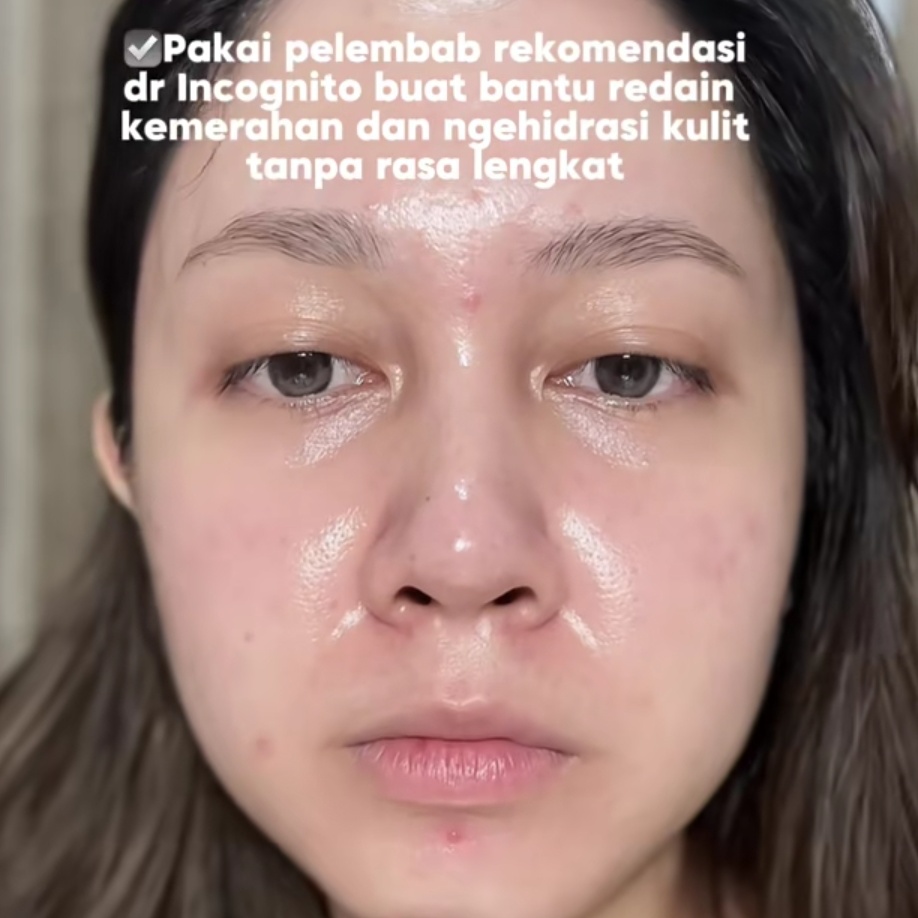 ☑Pakai pelembab rekomendasi
dr Incognito buat bantu redain
kemerahan dan ngehidrasi kulit
tanpa rasa lengkat